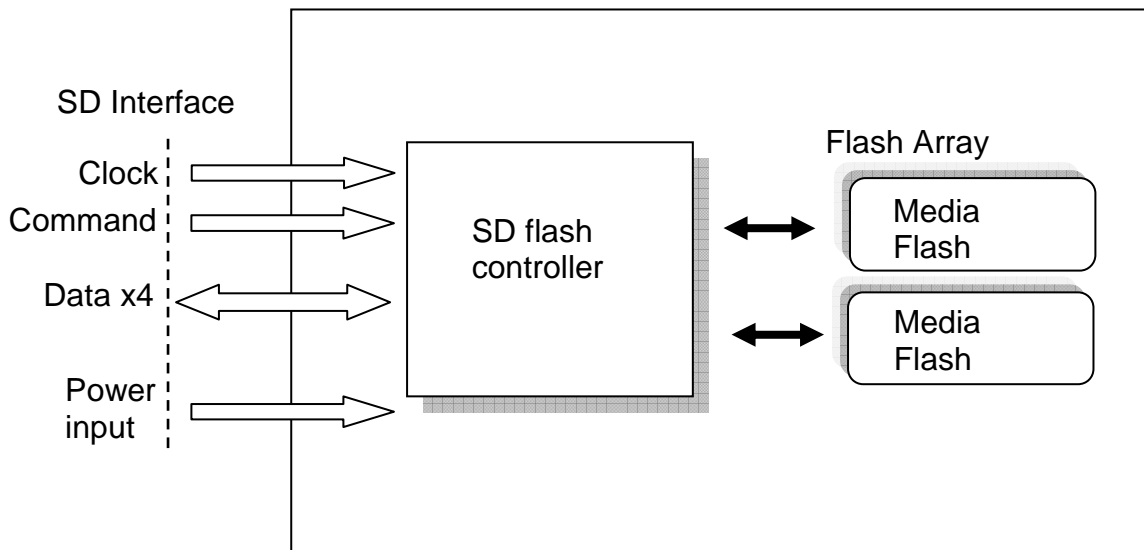 SD Interface
Clock
Command
Data x4
Power
input
SD flash
controller
Flash Array
Media
Flash
Media
Flash